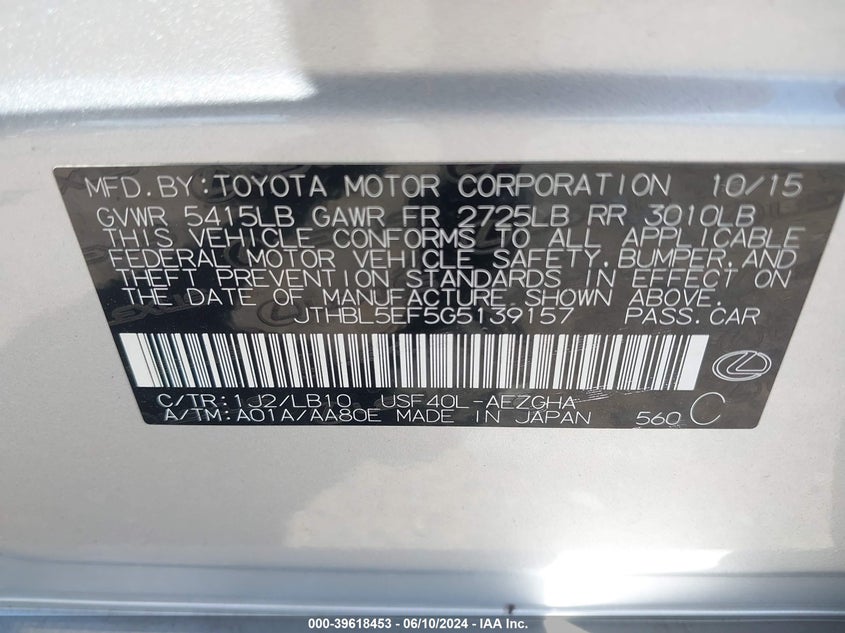 MFD. BY: TOYOTA MOTOR CORPORATION 10/15
GVWR 5415LB GAWR FR 2725LB RR 3010LB
THIS VEHICLE CONFORMS TO ALL APPLICABLE
FEDERAL MOTOR VEHICLE SAFETY, BUMPER, AND
THEFT PREVENTION STANDARDS IN EFFECT ON
THE DATE OF MANUFACTURE SHOWN ABOVE.
JTHBL5EF5G5139157 PASS. CAR
C/TR: 1J2/LB10 USF40L-AEZGHA
A/TM: A01A/AA80E MADE IN JAPAN 560 C
000-39618453 - 06/10/2024 - IAA Inc.